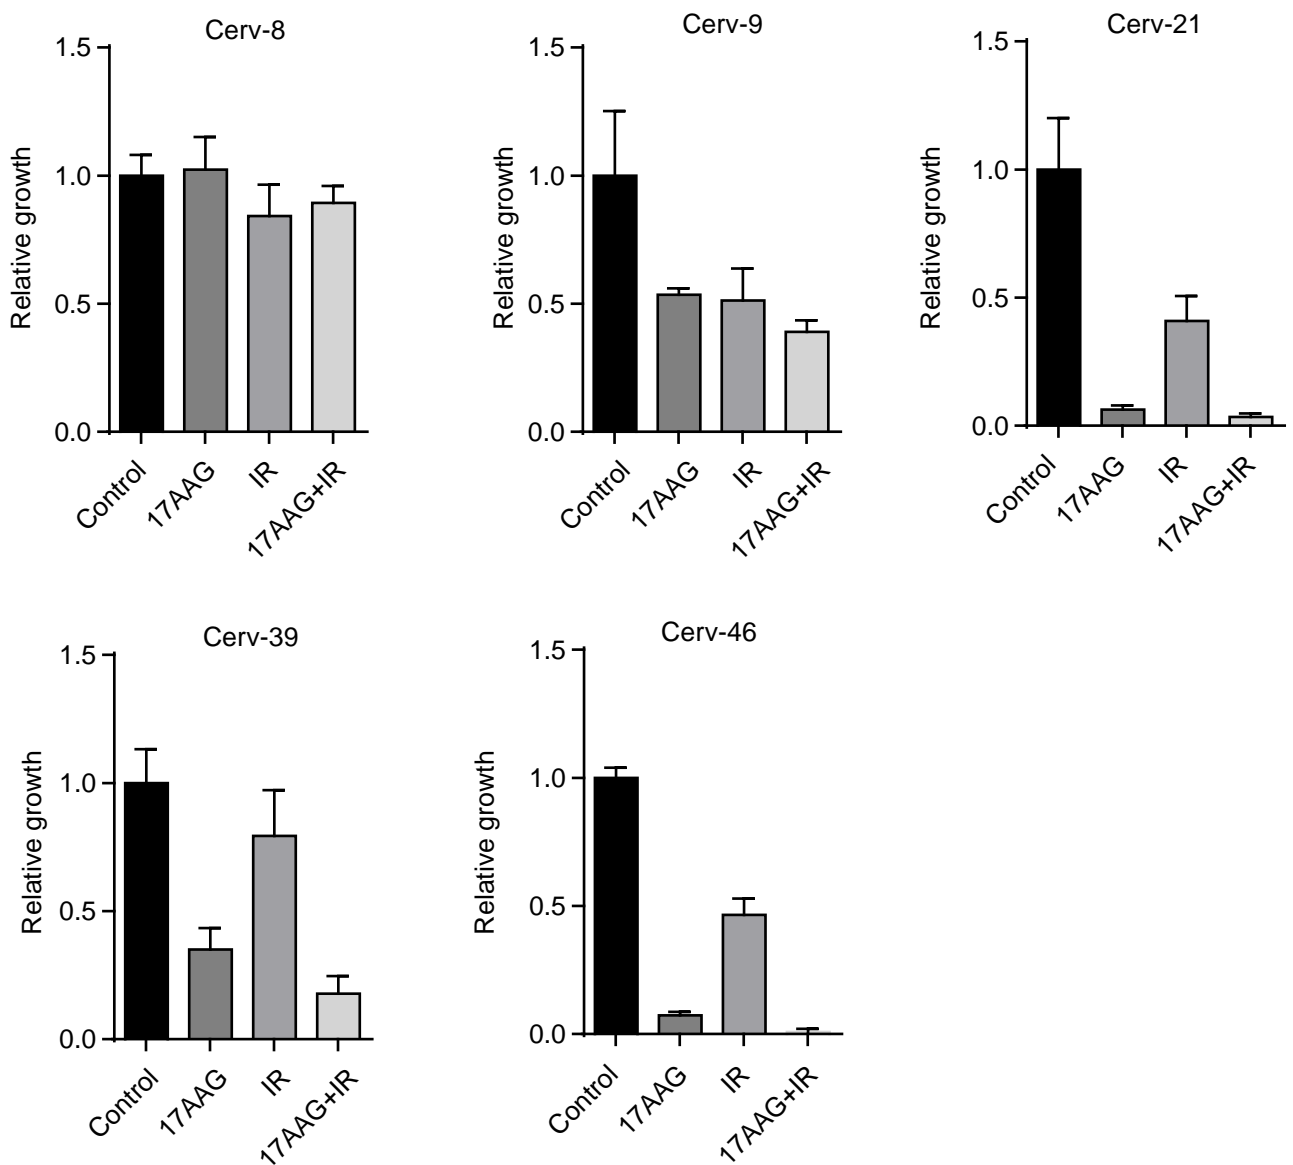 Cerv-8
1.5
1.0
0.5
0.0
Relative growth
Control
17AAG
IR
17AAG+IR
Cerv-9
1.5
1.0
0.5
0.0
Relative growth
Control
17AAG
IR
17AAG+IR
Cerv-21
1.5
1.0
0.5
0.0
Relative growth
Control
17AAG
IR
17AAG+IR
Cerv-39
1.5
1.0
0.5
0.0
Relative growth
Control
17AAG
IR
17AAG+IR
Cerv-46
1.5
1.0
0.5
0.0
Relative growth
Control
17AAG
IR
17AAG+IR